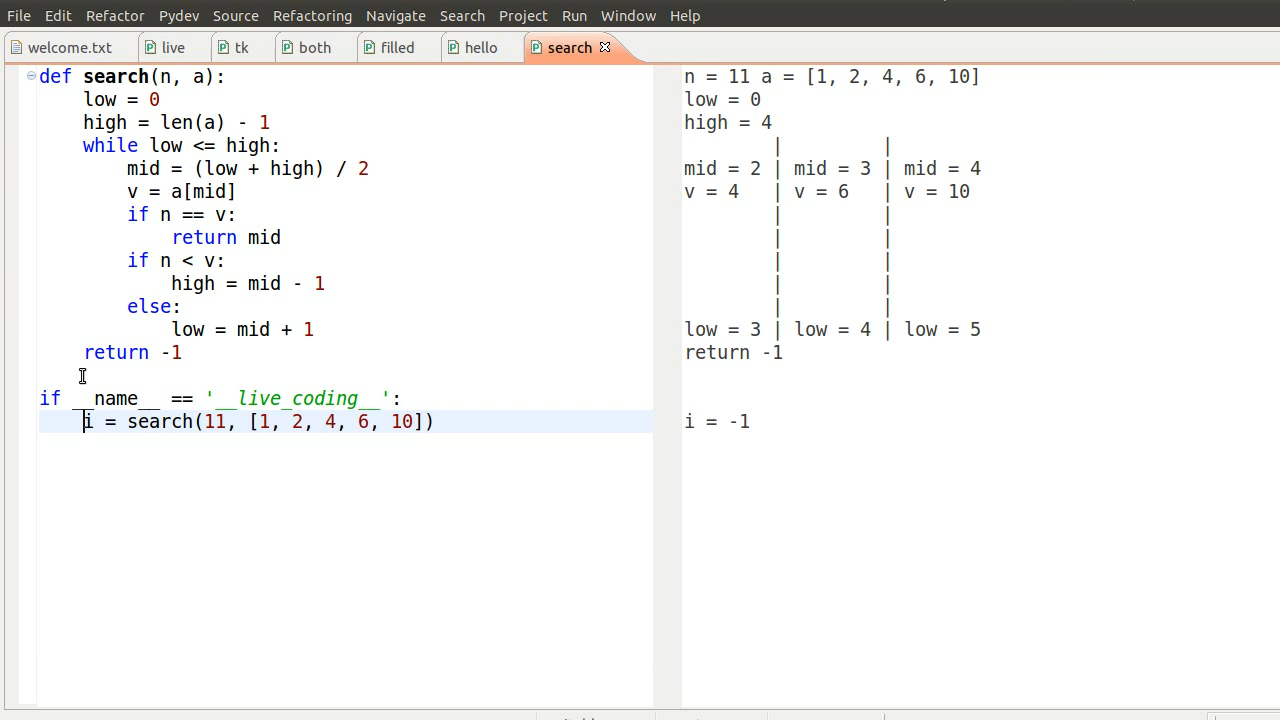 File Edit Refactor Pydev Source Refactoring Navigate Search Project Run Window Help
welcome.txt live tk both filled hello search
def search(n, a):
    low = 0
    high = len(a) - 1
    while low <= high:
        mid = (low + high) / 2
        v = a[mid]
        if n == v:
            return mid
        if n < v:
            high = mid - 1
        else:
            low = mid + 1
    return -1
if __name__ == '__live_coding__':
    i = search(11, [1, 2, 4, 6, 10])
n = 11 a = [1, 2, 4, 6, 10]
low = 0
high = 4
        |         |
mid = 2 | mid = 3 | mid = 4
v = 4   | v = 6   | v = 10
        |         |
        |         |
        |         |
        |         |
        |         |
low = 3 | low = 4 | low = 5
return -1
i = -1